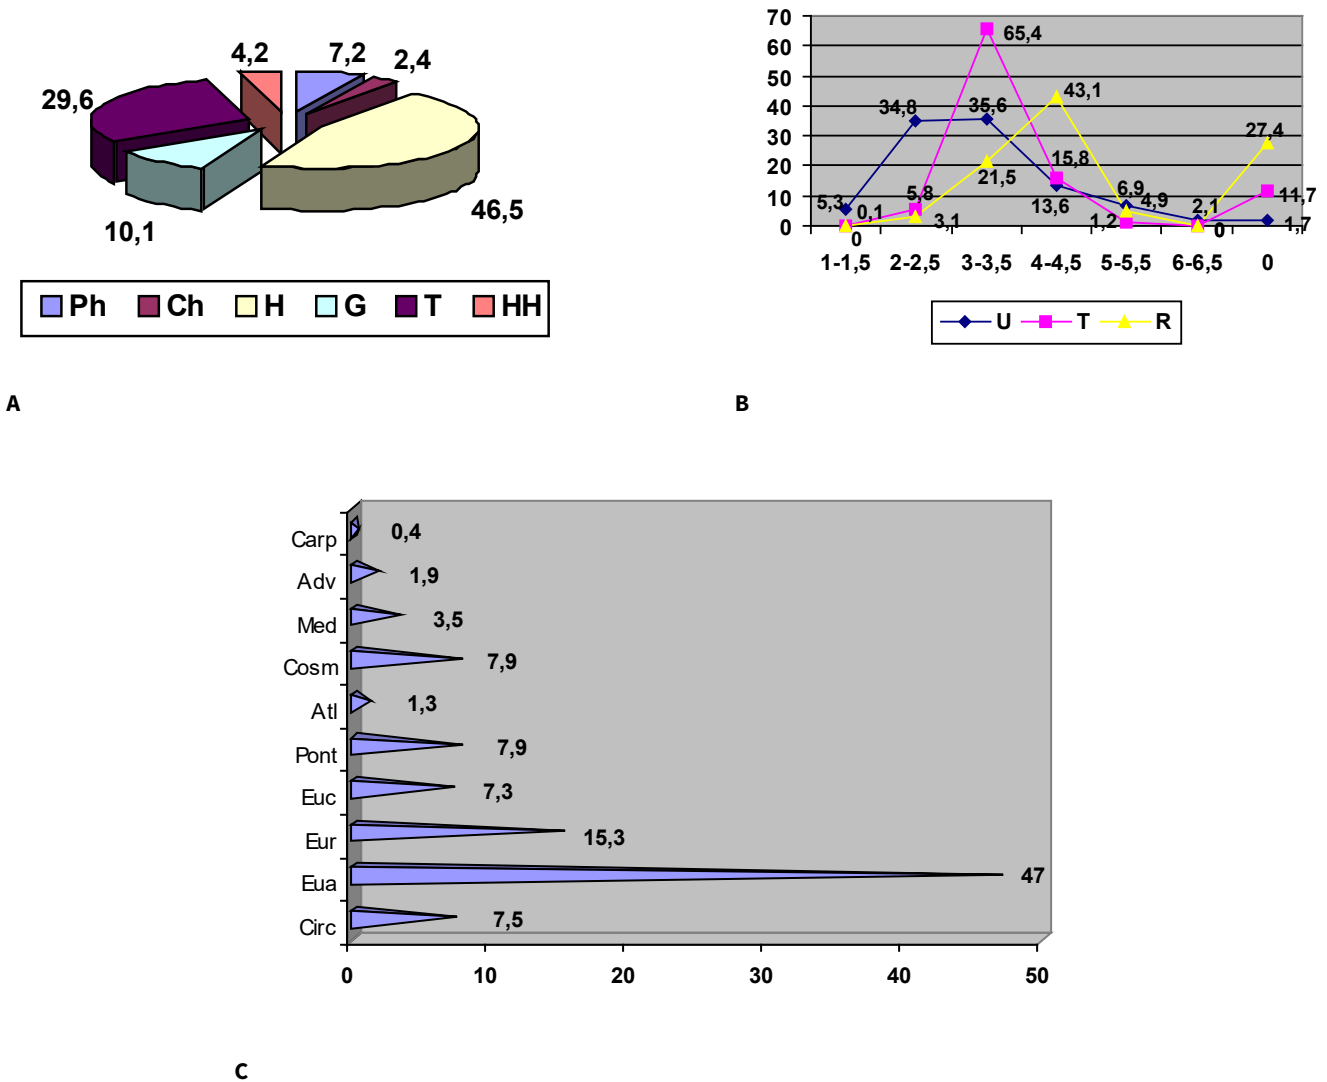 4,2
7,2
2,4
29,6
10,1
46,5
Ph Ch H G T HH
A
70
60
50
40
30
20
10
0
65,4
34,8
35,6
43,1
27,4
15,8
21,5
5,3
0,1
5,8
3,1
13,6
6,9
4,9
1,2
2,1
11,7
1,7
0
0
1-1,5 2-2,5 3-3,5 4-4,5 5-5,5 6-6,5 0
U T R
B
Carp 0,4
Adv 1,9
Med 3,5
Cosm 7,9
Atl 1,3
Pont 7,9
Euc 7,3
Eur 15,3
Eua 47
Circ 7,5
0 10 20 30 40 50
C